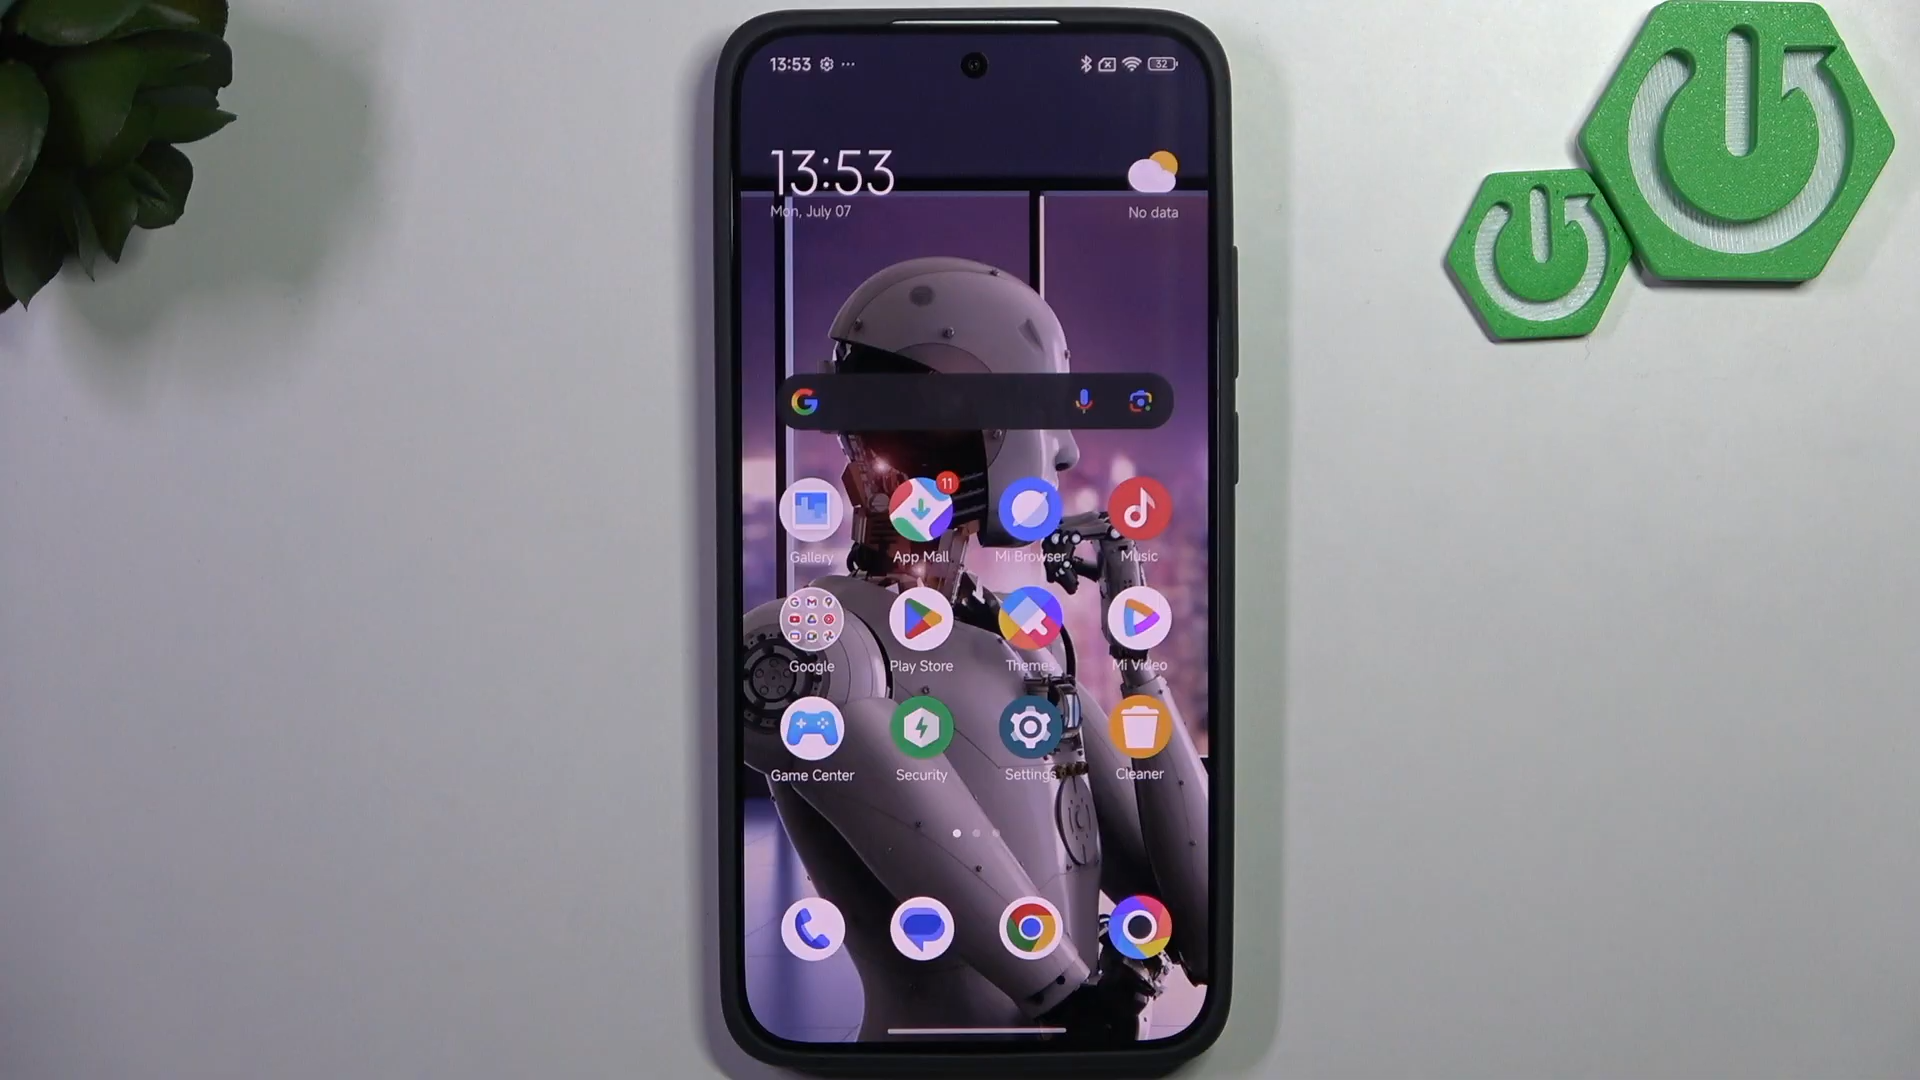 13:53 ··· 32
13:53
Mon, July 07
No data
11
Gallery App Mall Mi Browser Music
Google Play Store Themes Mi Video
Game Center Security Settings Cleaner